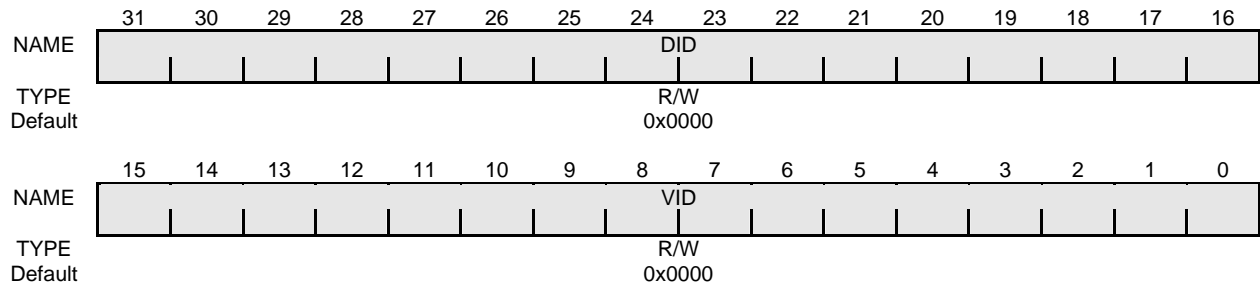 31 30 29 28 27 26 25 24 23 22 21 20 19 18 17 16
NAME DID
TYPE R/W
Default 0x0000
15 14 13 12 11 10 9 8 7 6 5 4 3 2 1 0
NAME VID
TYPE R/W
Default 0x0000